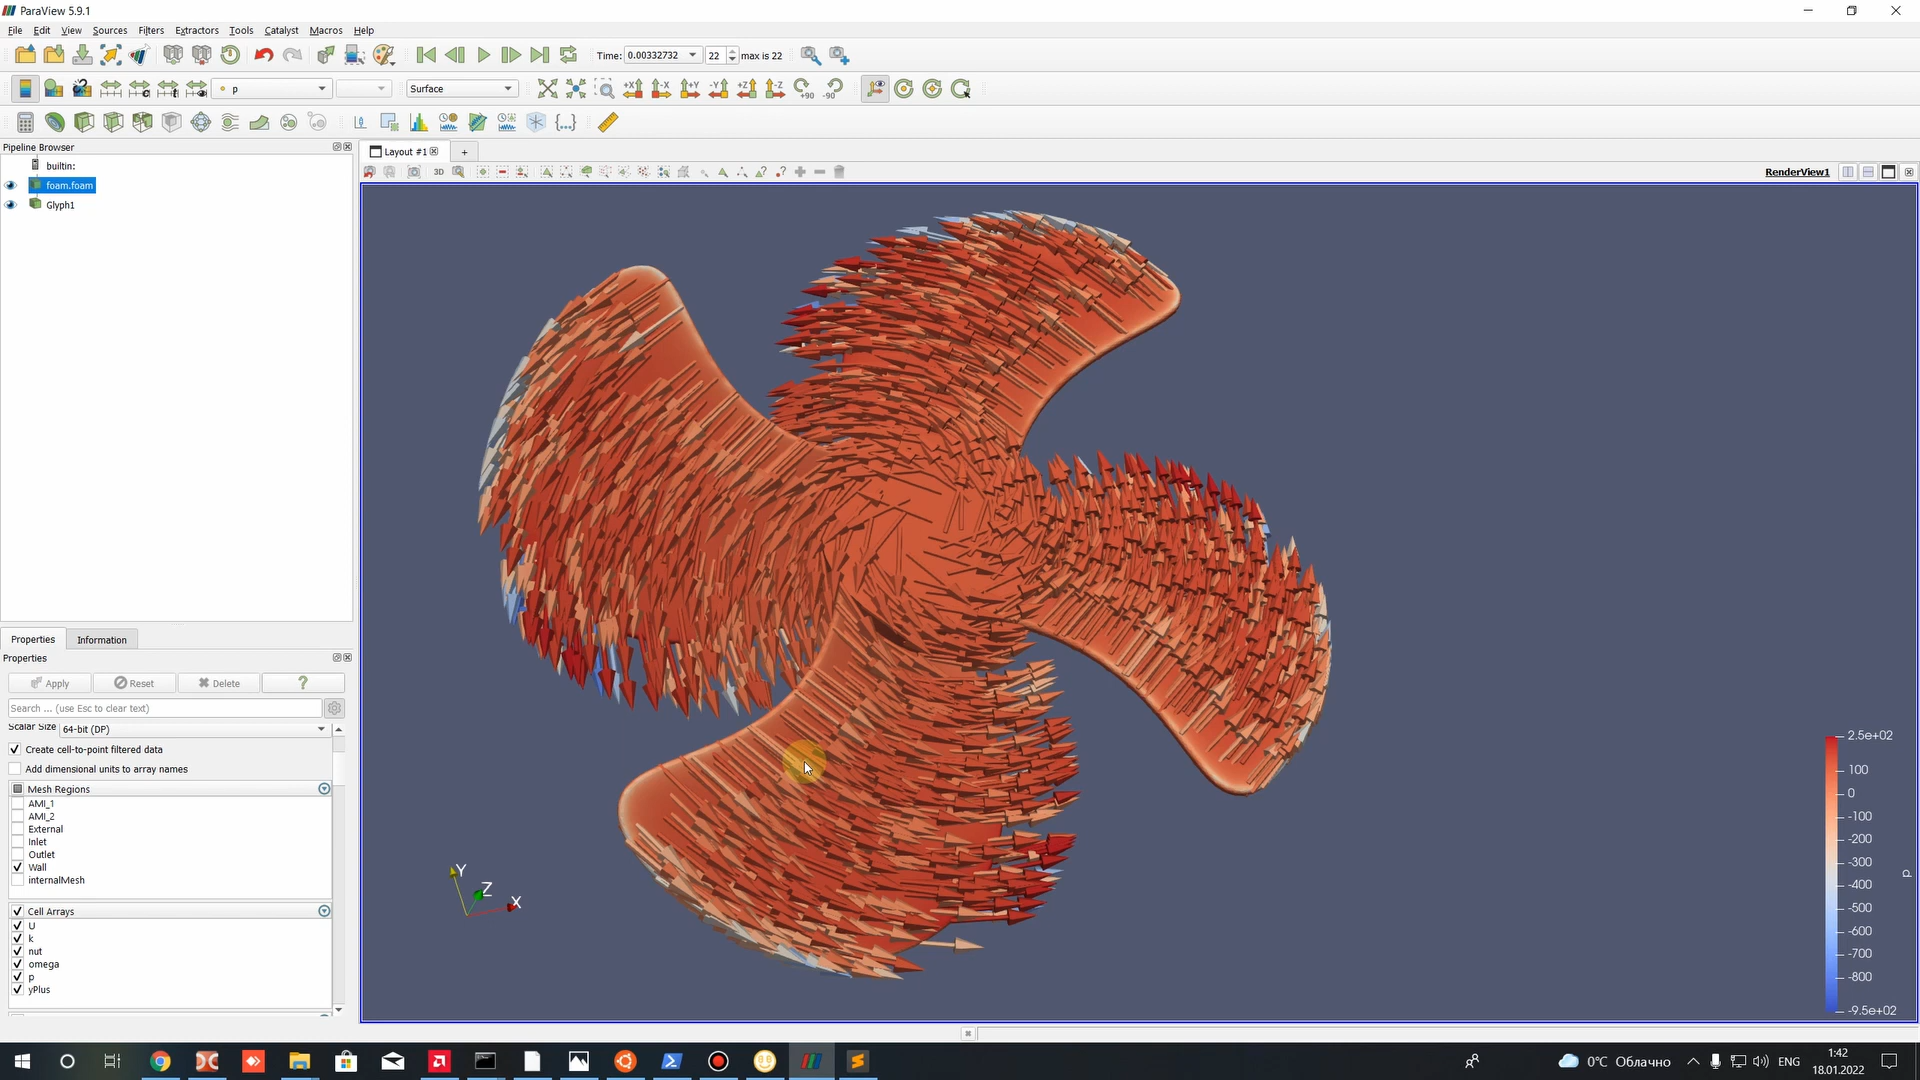 ParaView 5.9.1
File Edit View Sources Filters Extractors Tools Catalyst Macros Help
Time: 0.00332732 22 max is 22
p Surface +X -X +Y -Y +Z -Z +90 -90
Pipeline Browser
Layout #1 +
builtin:
3D
RenderView1
foam.foam
Glyph1
Properties Information
Properties
Apply Reset Delete ?
Search ... (use Esc to clear text)
Scalar Size 64-bit (DP)
Create cell-to-point filtered data
Add dimensional units to array names
Mesh Regions
AMI_1
AMI_2
External
Inlet
Outlet
Wall
internalMesh
Cell Arrays
U
k
nut
omega
p
yPlus
Y
Z
X
2.5e+02
100
0
-100
-200
-300
-400
-500
-600
-700
-800
-9.5e+02
p
0°C Облачно
ENG
1:42
18.01.2022